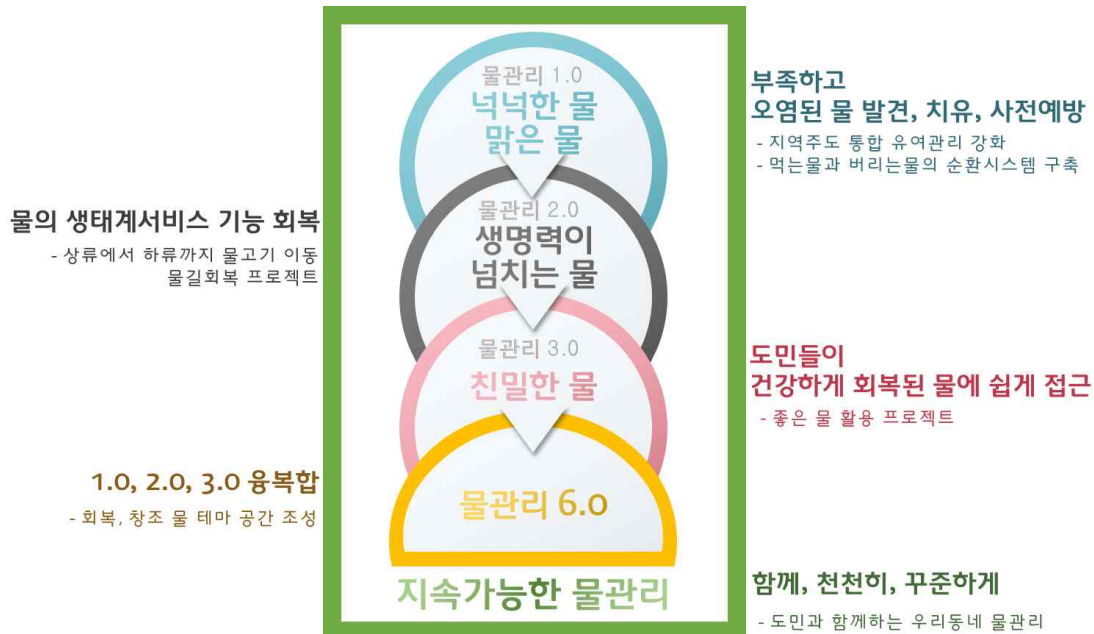 물관리 1.0
넉넉한 물
맑은 물
부족하고
오염된 물 발견, 치유, 사전예방
- 지역주도 통합 유여관리 강화
- 먹는물과 버리는물의 순환시스템 구축
물관리 2.0
생명력이
넘치는 물
물의 생태계서비스 기능 회복
- 상류에서 하류까지 물고기 이동
물길회복 프로젝트
물관리 3.0
친밀한 물
도민들이
건강하게 회복된 물에 쉽게 접근
- 좋은 물 활용 프로젝트
물관리 6.0
1.0, 2.0, 3.0 융복합
- 회복, 창조 물 테마 공간 조성
지속가능한 물관리
함께, 천천히, 꾸준하게
- 도민과 함께하는 우리동네 물관리